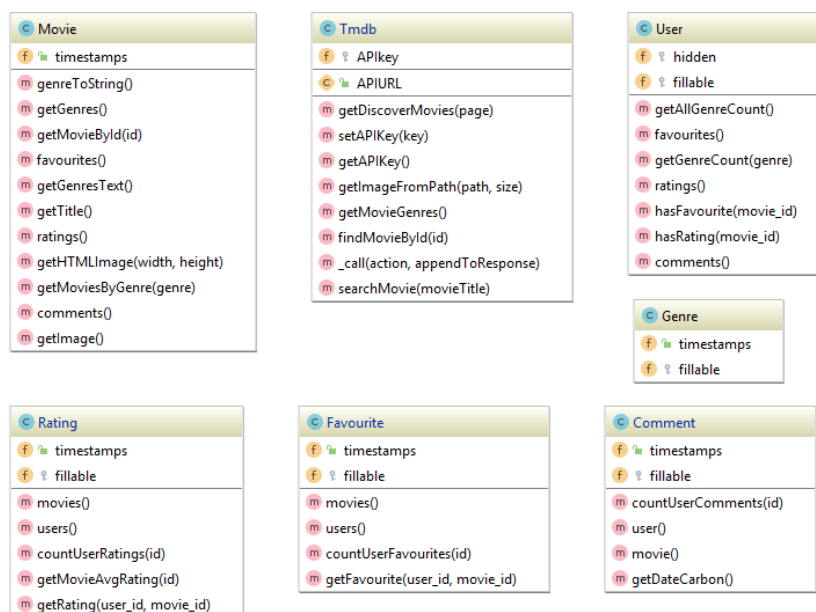 Movie
timestamps
genreToString()
getGenres()
getMovieById(id)
favourites()
getGenresText()
getTitle()
ratings()
getHTMLImage(width, height)
getMoviesByGenre(genre)
comments()
getImage()
Tmdb
APIkey
APIURL
getDiscoverMovies(page)
setAPIKey(key)
getAPIKey()
getImageFromPath(path, size)
getMovieGenres()
findMovieById(id)
_call(action, appendToResponse)
searchMovie(movieTitle)
User
hidden
fillable
getAllGenreCount()
favourites()
getGenreCount(genre)
ratings()
hasFavourite(movie_id)
hasRating(movie_id)
comments()
Genre
timestamps
fillable
Rating
timestamps
fillable
movies()
users()
countUserRatings(id)
getMovieAvgRating(id)
getRating(user_id, movie_id)
Favourite
timestamps
fillable
movies()
users()
countUserFavourites(id)
getFavourite(user_id, movie_id)
Comment
timestamps
fillable
countUserComments(id)
user()
movie()
getDateCarbon()